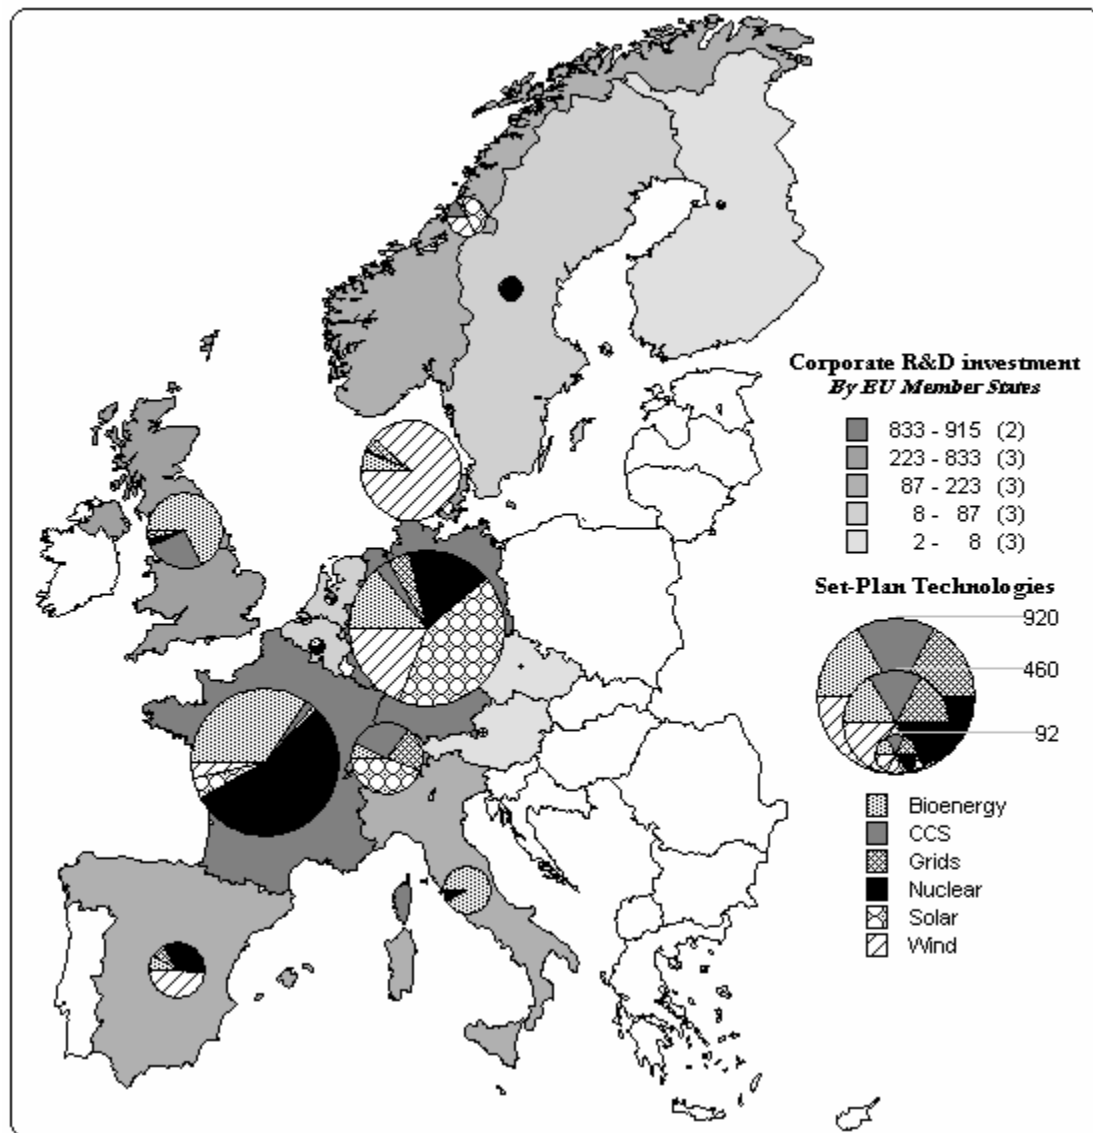 Corporate R&D investment
By EU Member States
833 - 915 (2)
223 - 833 (3)
87 - 223 (3)
8 - 87 (3)
2 - 8 (3)
Set-Plan Technologies
920
460
92
Bioenergy
CCS
Grids
Nuclear
Solar
Wind